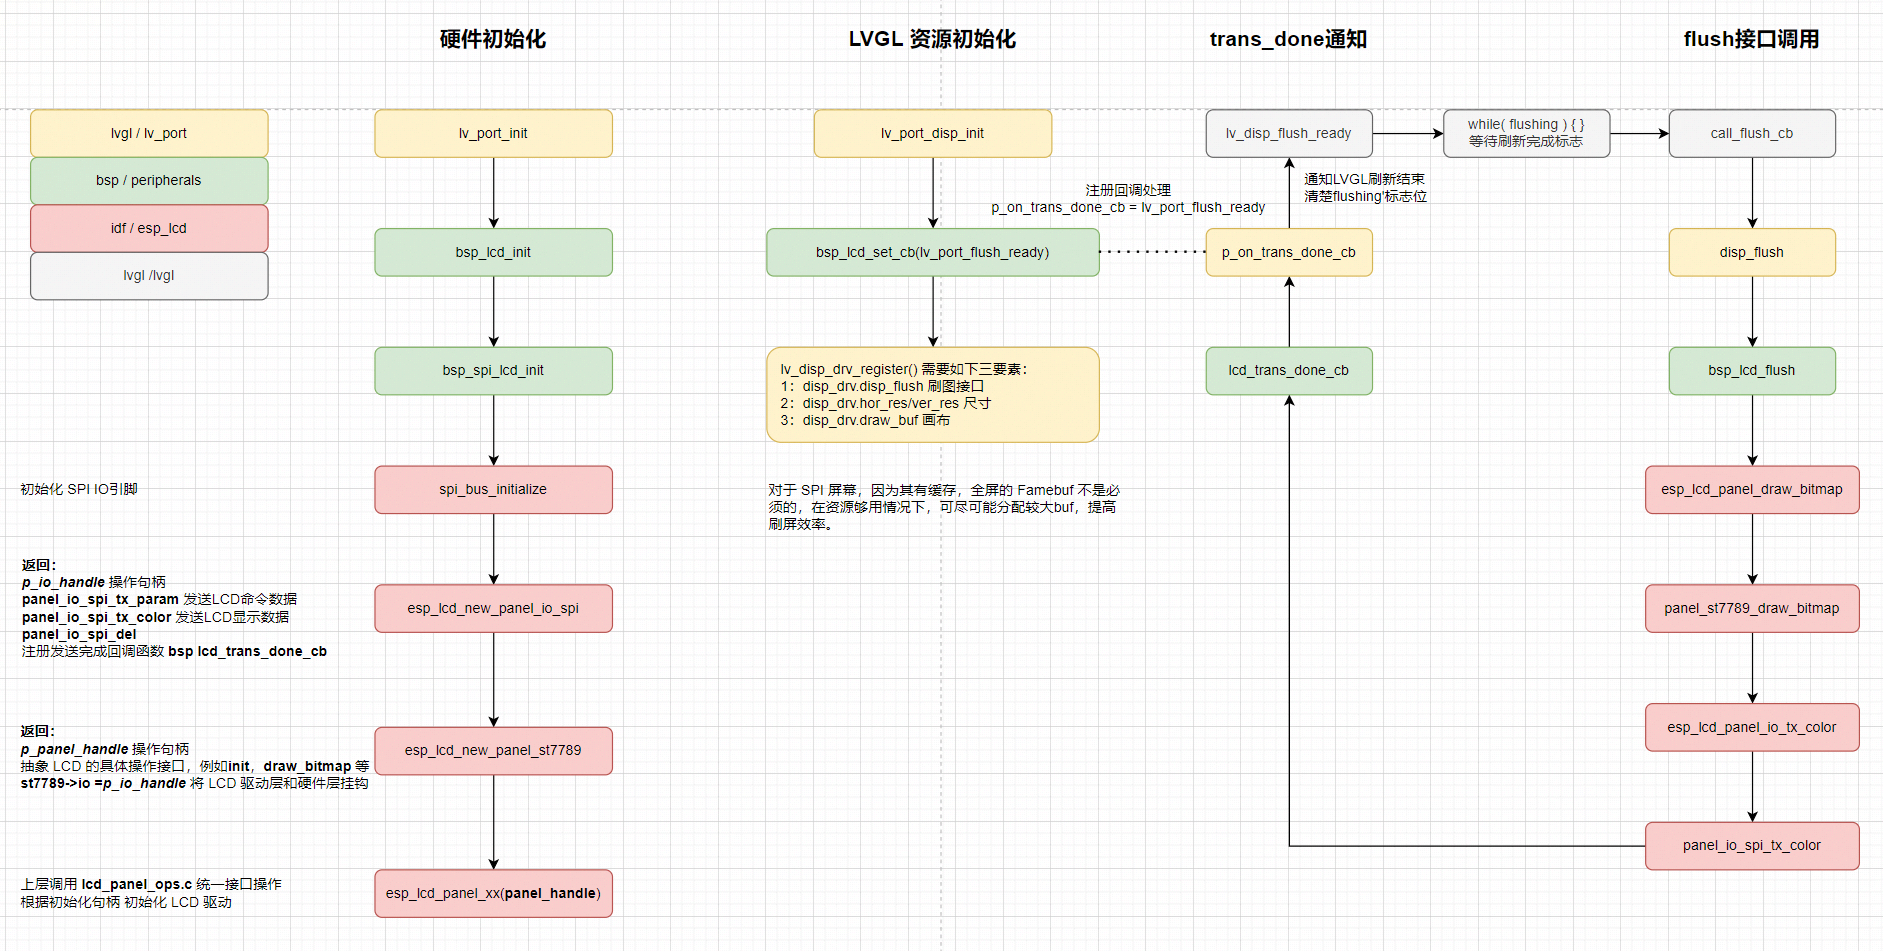 硬件初始化
LVGL 资源初始化
trans_done通知
flush接口调用
lvgl / lv_port
bsp / peripherals
idf / esp_lcd
lvgl /lvgl
lv_port_init
bsp_lcd_init
bsp_spi_lcd_init
初始化 SPI IO引脚
spi_bus_initialize
返回：
p_io_handle 操作句柄
panel_io_spi_tx_param 发送LCD命令数据
panel_io_spi_tx_color 发送LCD显示数据
panel_io_spi_del
注册发送完成回调函数 bsp lcd_trans_done_cb
esp_lcd_new_panel_io_spi
返回：
p_panel_handle 操作句柄
抽象 LCD 的具体操作接口，例如init，draw_bitmap 等
st7789->io =p_io_handle 将 LCD 驱动层和硬件层挂钩
esp_lcd_new_panel_st7789
上层调用 lcd_panel_ops.c 统一接口操作
根据初始化句柄 初始化 LCD 驱动
esp_lcd_panel_xx(panel_handle)
lv_port_disp_init
bsp_lcd_set_cb(lv_port_flush_ready)
lv_disp_drv_register() 需要如下三要素：
1：disp_drv.disp_flush 刷图接口
2：disp_drv.hor_res/ver_res 尺寸
3：disp_drv.draw_buf 画布
对于 SPI 屏幕，因为其有缓存，全屏的 Famebuf 不是必
须的，在资源够用情况下，可尽可能分配较大buf，提高
刷屏效率。
注册回调处理
p_on_trans_done_cb = lv_port_flush_ready
lv_disp_flush_ready
通知LVGL刷新结束
清楚flushing'标志位
p_on_trans_done_cb
lcd_trans_done_cb
while( flushing ) { }
等待刷新完成标志
call_flush_cb
disp_flush
bsp_lcd_flush
esp_lcd_panel_draw_bitmap
panel_st7789_draw_bitmap
esp_lcd_panel_io_tx_color
panel_io_spi_tx_color